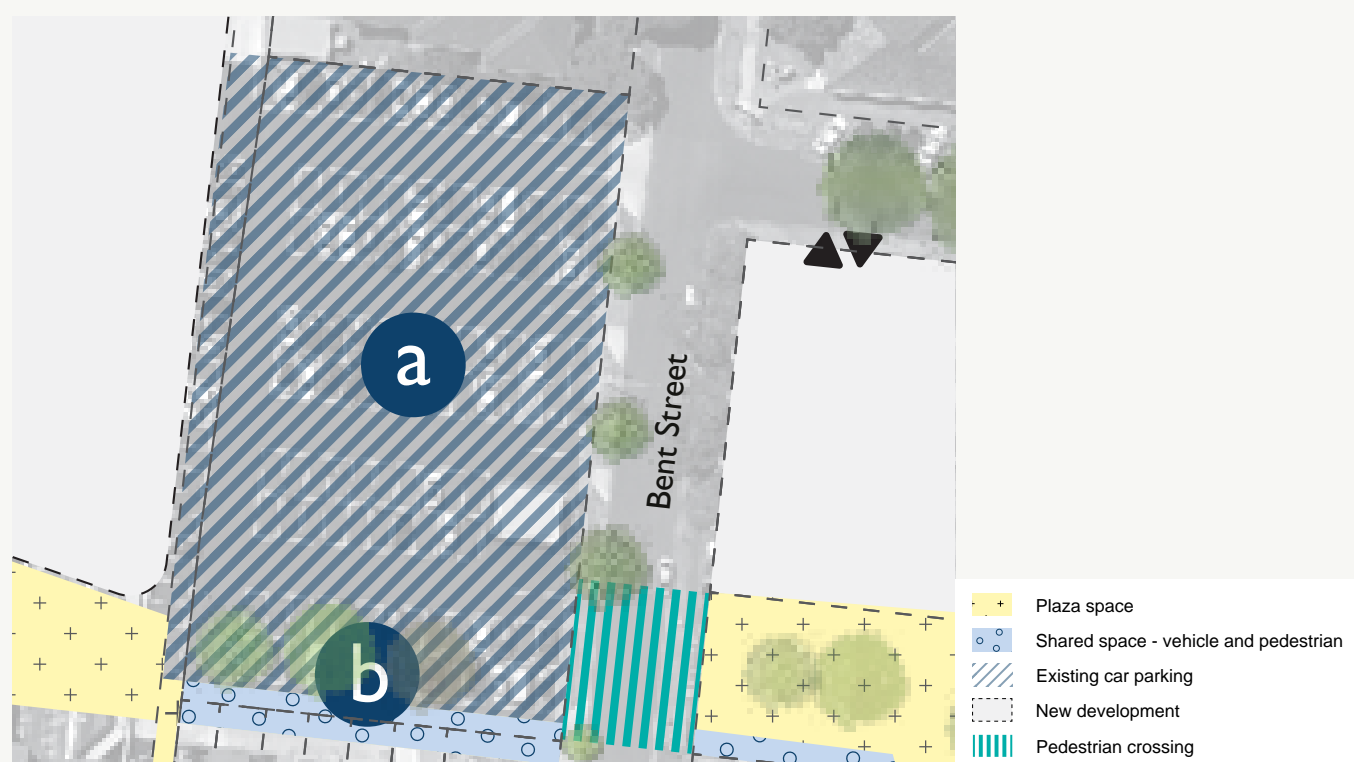 a
Bent Street
b
Plaza space
Shared space - vehicle and pedestrian
Existing car parking
New development
Pedestrian crossing